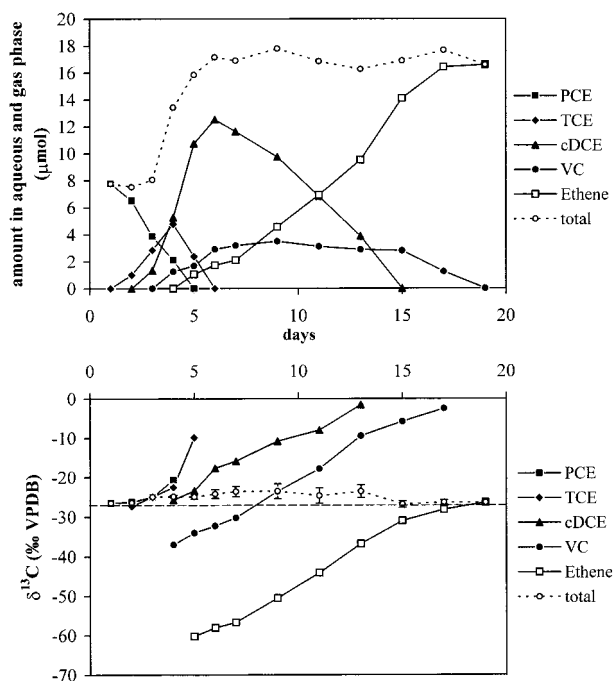 20
18
16
14
12
10
8
6
4
2
0
amount in aqueous and gas phase
(μmol)
0 5 10 15 20
days
PCE
TCE
cDCE
VC
Ethene
total
0 5 10 15 20
0
-10
-20
-30
-40
-50
-60
-70
δ¹³C (‰ VPDB)
PCE
TCE
cDCE
VC
Ethene
total